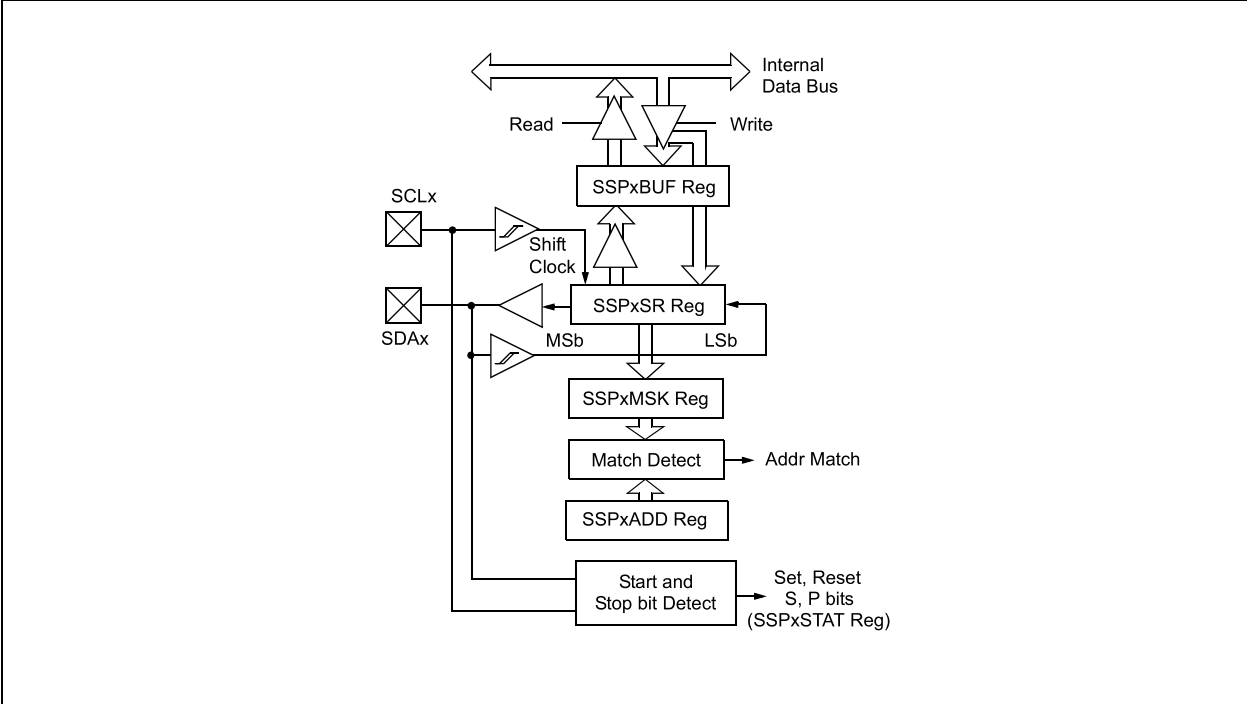 Internal
Data Bus
Read
Write
SSPxBUF Reg
SCLx
Shift
Clock
SSPxSR Reg
SDAx
MSb
LSb
SSPxMSK Reg
Match Detect
Addr Match
SSPxADD Reg
Start and
Stop bit Detect
Set, Reset
S, P bits
(SSPxSTAT Reg)